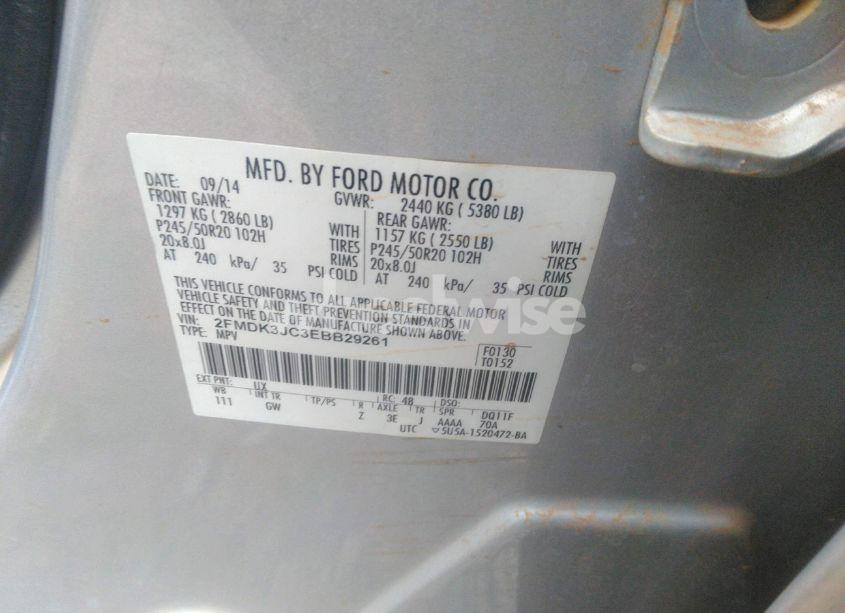 MFD. BY FORD MOTOR CO.
DATE: 09/14 GVWR: 2440 KG ( 5380 LB)
FRONT GAWR: REAR GAWR:
1297 KG ( 2860 LB) WITH 1157 KG ( 2550 LB) WITH
P245/50R20 102H TIRES P245/50R20 102H TIRES
20x8.0J RIMS 20x8.0J RIMS
AT 240 kPa/ 35 PSI COLD AT 240 kPa/ 35 PSI COLD
THIS VEHICLE CONFORMS TO ALL APPLICABLE FEDERAL MOTOR
VEHICLE SAFETY AND THEFT PREVENTION STANDARDS IN
EFFECT ON THE DATE OF MANUFACTURE SHOWN ABOVE.
VIN: 2FMDK3JC3EBB29261
TYPE: MPV
F0130
T0152
EXT PNT: UX RC: 48 DSO:
WB INT TR TP/PS R AXLE TR SPR DQ11F
111 GW Z 3E J AAAA 70A
UTC ▽5U5A-1520472-BA
wise